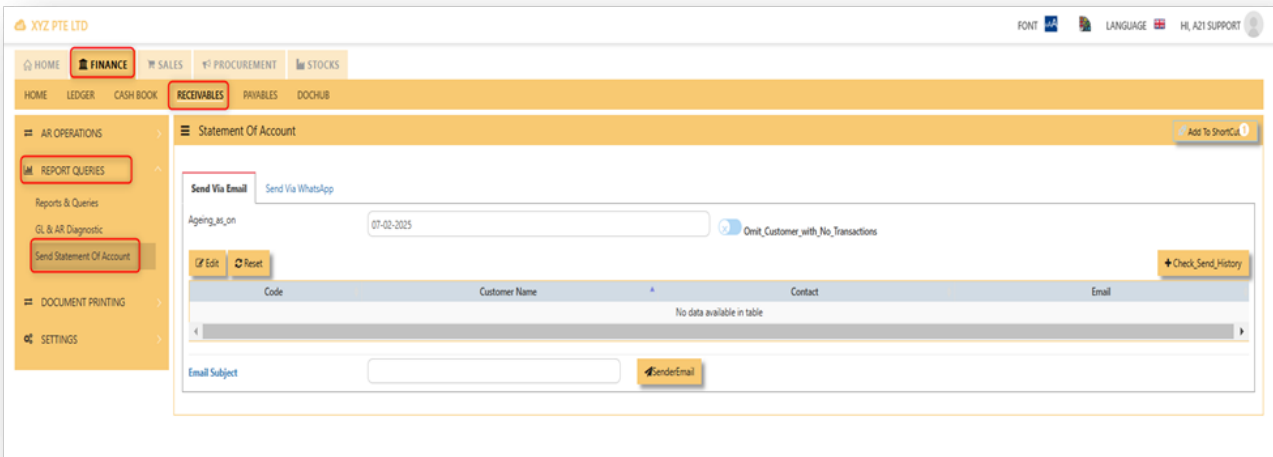 XYZ PTE LTD FONT LANGUAGE HI, A21 SUPPORT
HOME FINANCE SALES PROCUREMENT STOCKS
HOME LEDGER CASH BOOK RECEIVABLES PAYABLES DOCHUB
AR OPERATIONS
REPORT QUERIES
Reports & Queries
GL & AR Diagnostic
Send Statement Of Account
DOCUMENT PRINTING
SETTINGS
Statement Of Account Add To ShortCut 1
Send Via Email Send Via WhatsApp
Ageing_as_on 07-02-2025 Omit_Customer_with_No_Transactions
Edit Reset +Check_Send_History
Code Customer Name Contact Email
No data available in table
Email Subject SenderEmail